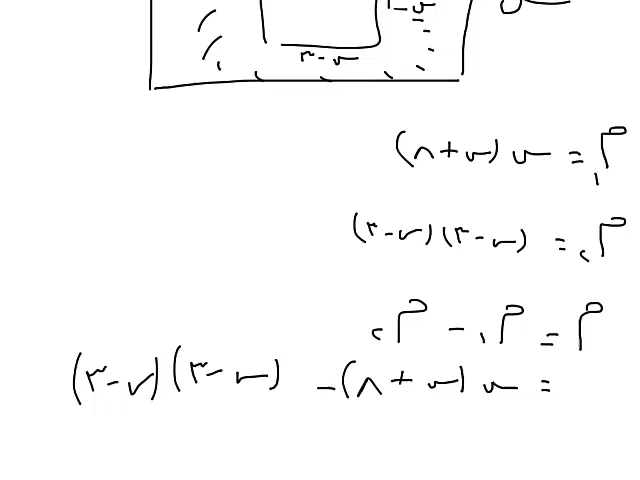 س - ٣
م١ = س (س + ٨)
م٢ = (س - ٣) (س - ٣)
م = م١ - م٢
= س (س + ٨) - (س - ٣) (س - ٣)